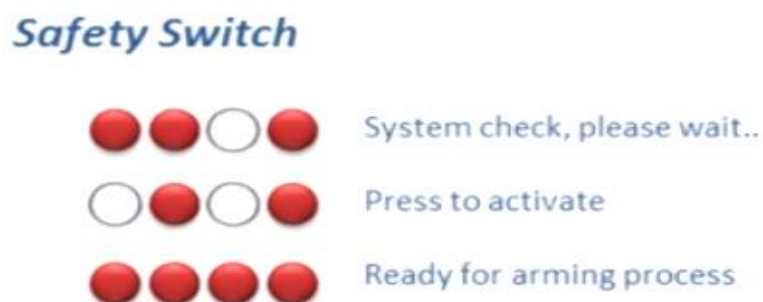 Safety Switch
System check, please wait..
Press to activate
Ready for arming process